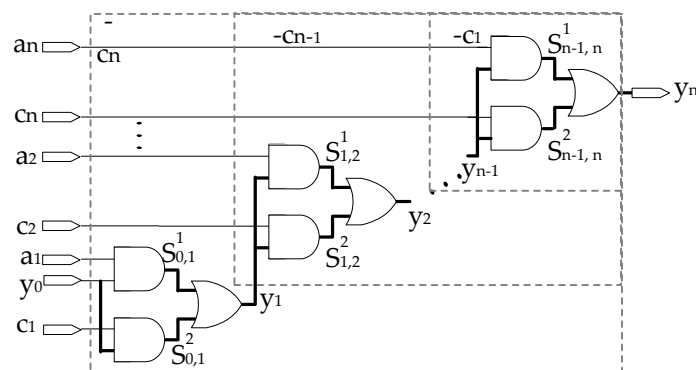 -
an -cn-1 -c1 S1n-1, n
cn
yn
cn S2n-1, n
a2 S11,2 yn-1
c2 y2
a1 S10,1 S21,2
y0 y1
c1 S20,1